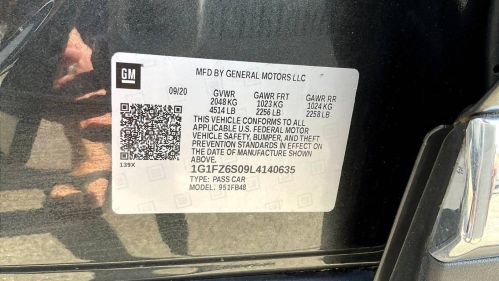 GM
MFD BY GENERAL MOTORS LLC
09/20 GVWR GAWR FRT GAWR RR
2048 KG 1023 KG 1024 KG
4514 LB 2256 LB 2258 LB
THIS VEHICLE CONFORMS TO ALL
APPLICABLE U.S. FEDERAL MOTOR
VEHICLE SAFETY, BUMPER, AND THEFT
PREVENTION STANDARDS IN EFFECT ON
THE DATE OF MANUFACTURE SHOWN
ABOVE.
139X
1G1FZ6S09L4140635
TYPE: PASS CAR
MODEL: 951FB48